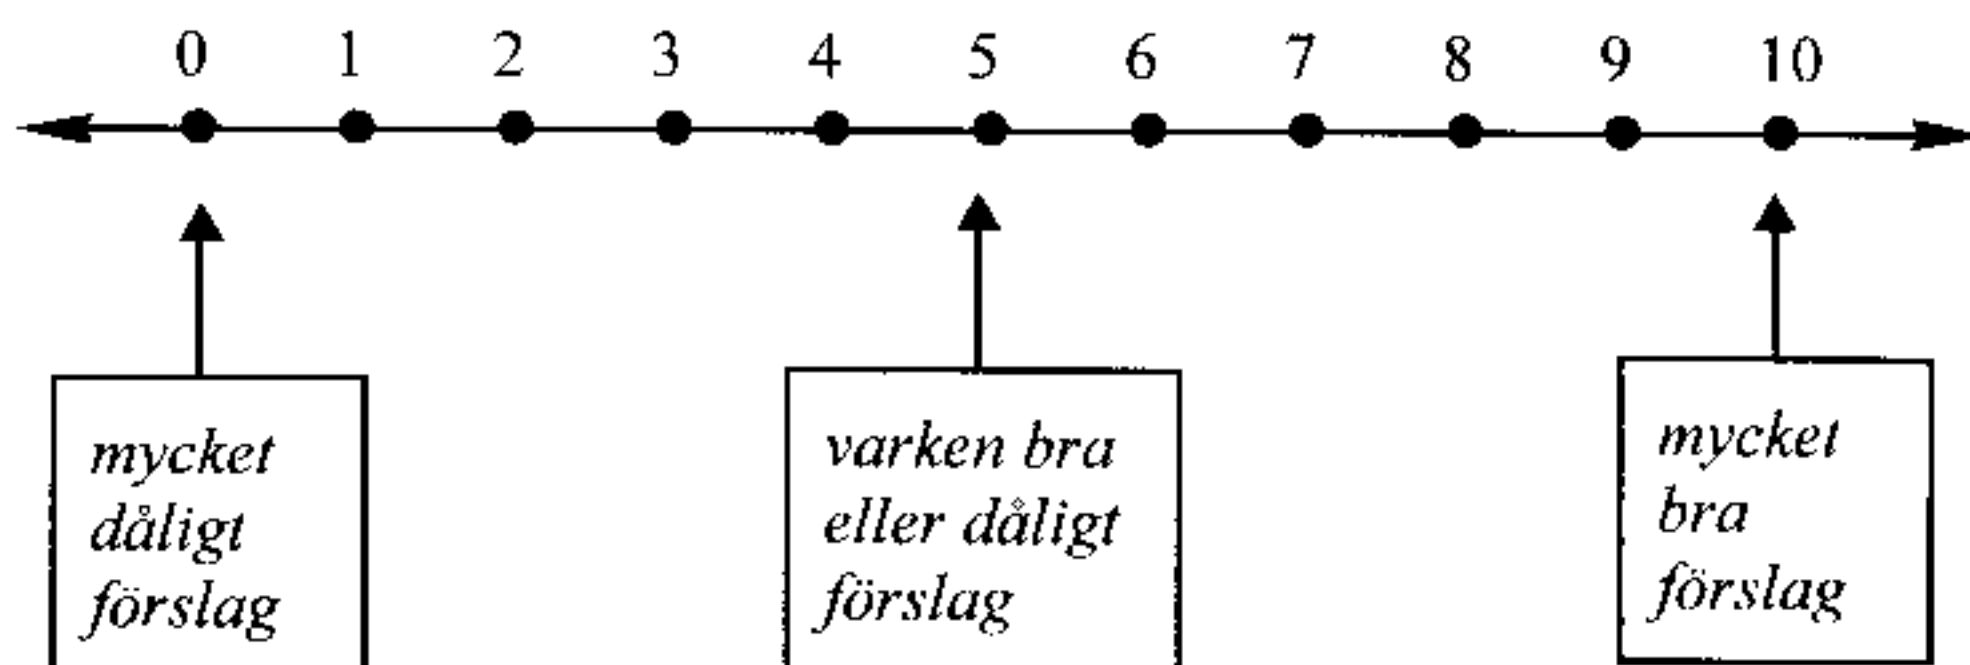 0 1 2 3 4 5 6 7 8 9 10
mycket
dåligt
förslag
varken bra
eller dåligt
förslag
mycket
bra
förslag